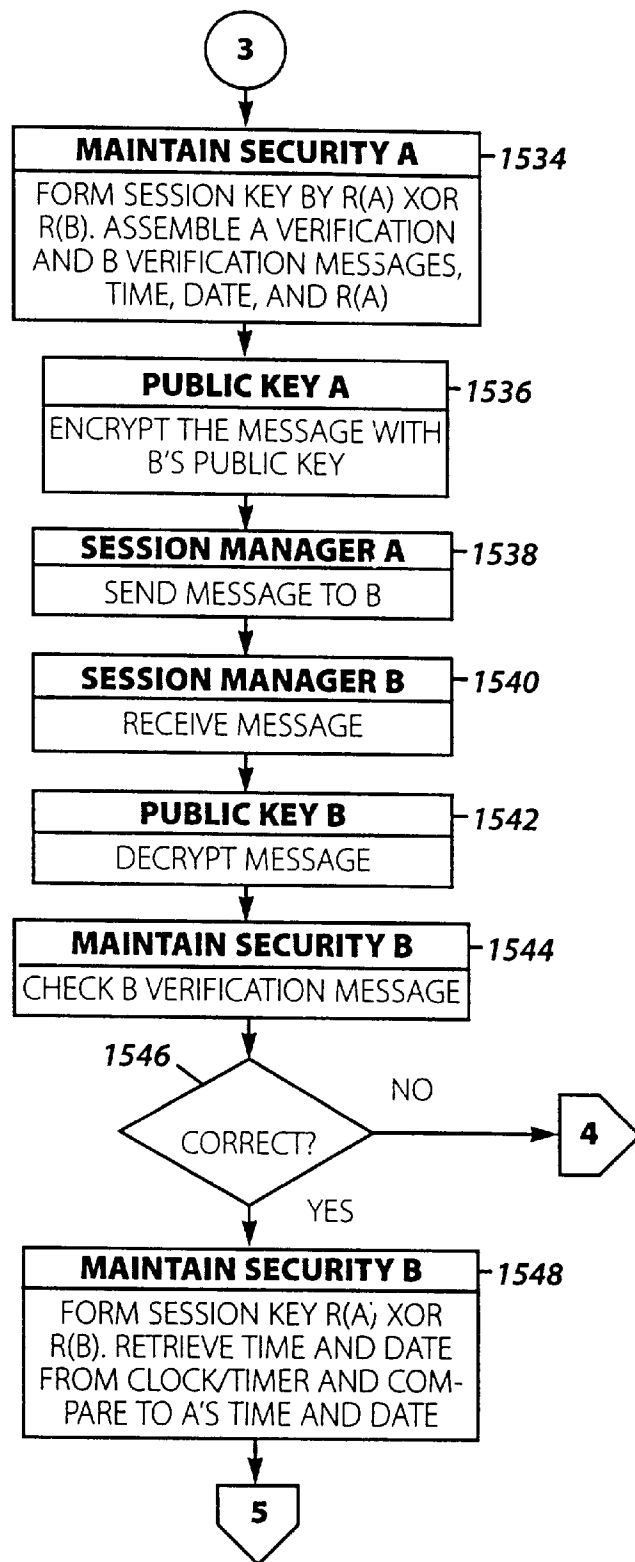 3
MAINTAIN SECURITY A
1534
FORM SESSION KEY BY R(A) XOR
R(B). ASSEMBLE A VERIFICATION
AND B VERIFICATION MESSAGES,
TIME, DATE, AND R(A)
PUBLIC KEY A
1536
ENCRYPT THE MESSAGE WITH
B'S PUBLIC KEY
SESSION MANAGER A
1538
SEND MESSAGE TO B
SESSION MANAGER B
1540
RECEIVE MESSAGE
PUBLIC KEY B
1542
DECRYPT MESSAGE
MAINTAIN SECURITY B
1544
CHECK B VERIFICATION MESSAGE
1546
CORRECT?
NO
4
YES
MAINTAIN SECURITY B
1548
FORM SESSION KEY R(A) XOR
R(B). RETRIEVE TIME AND DATE
FROM CLOCK/TIMER AND COM-
PARE TO A'S TIME AND DATE
5